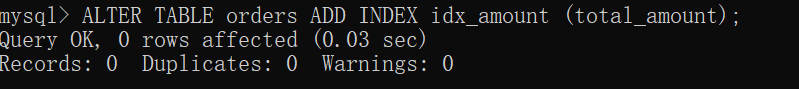 mysql> ALTER TABLE orders ADD INDEX idx_amount (total_amount);
Query OK, 0 rows affected (0.03 sec)
Records: 0  Duplicates: 0  Warnings: 0